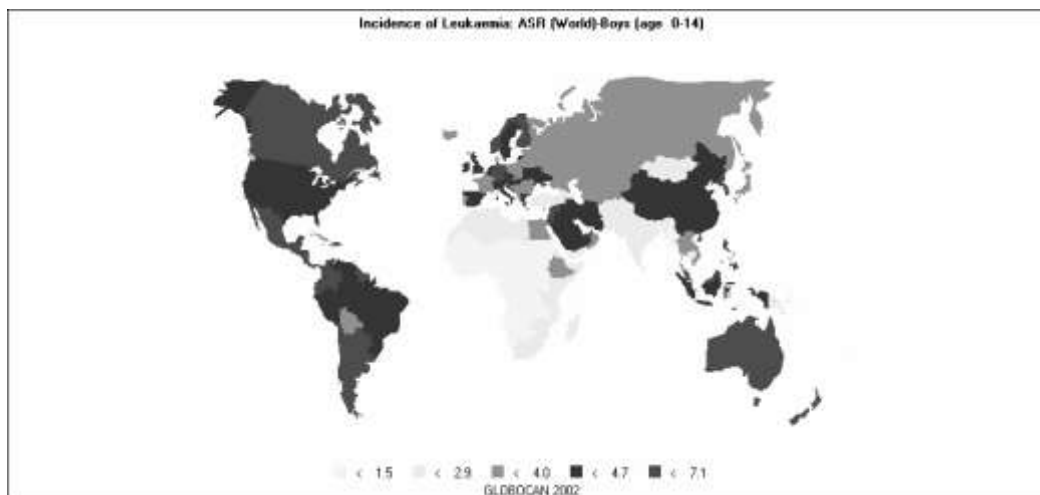 Incidence of Leukaemia: ASR (World)-Boys (age 0-14)
< 1.5 < 2.9 < 4.0 < 4.7 < 7.1
GLOBOCAN 2002